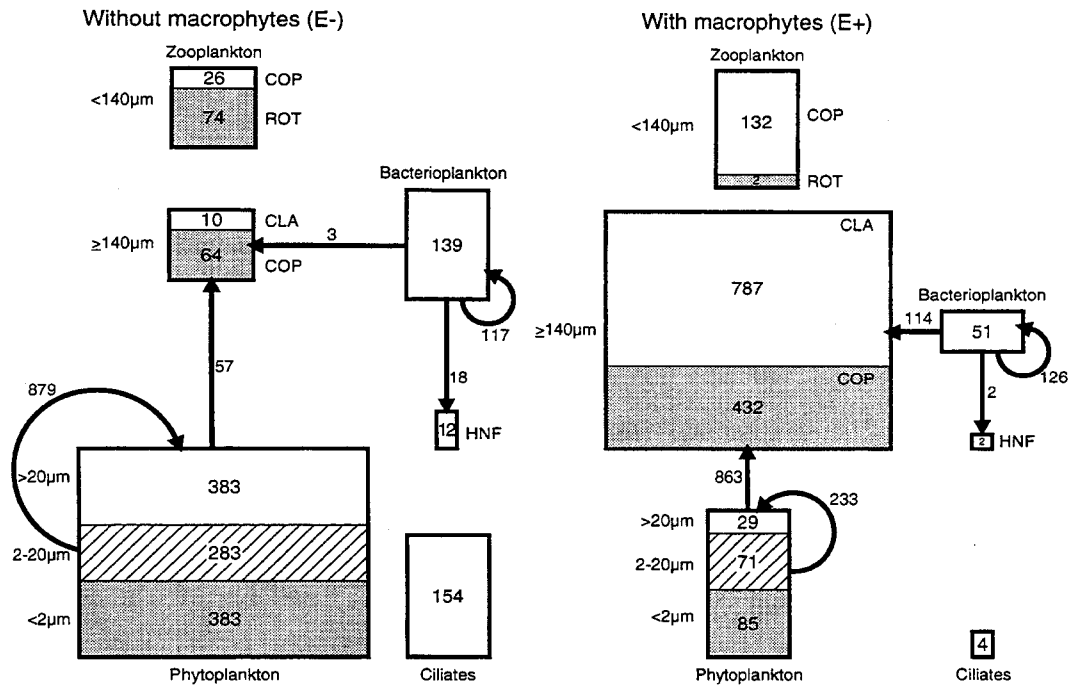 Without macrophytes (E-)
Zooplankton
<140µm
26
COP
74
ROT
Bacterioplankton
≥140µm
10
CLA
64
COP
3
139
117
57
18
879
12
HNF
>20µm
383
2-20µm
283
<2µm
383
154
Phytoplankton
Ciliates
With macrophytes (E+)
Zooplankton
<140µm
132
COP
2
ROT
CLA
787
≥140µm
COP
432
Bacterioplankton
114
51
126
2
2
HNF
863
233
>20µm
29
2-20µm
71
<2µm
85
4
Phytoplankton
Ciliates